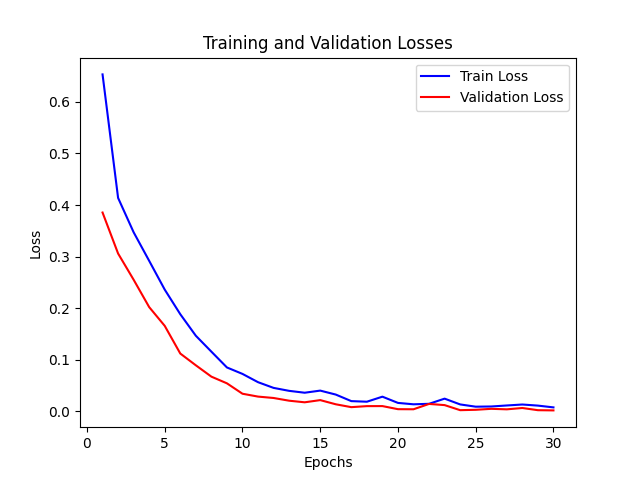 Training and Validation Losses
Train Loss
Validation Loss
0.6
0.5
0.4
0.3
0.2
0.1
0.0
Loss
0 5 10 15 20 25 30
Epochs